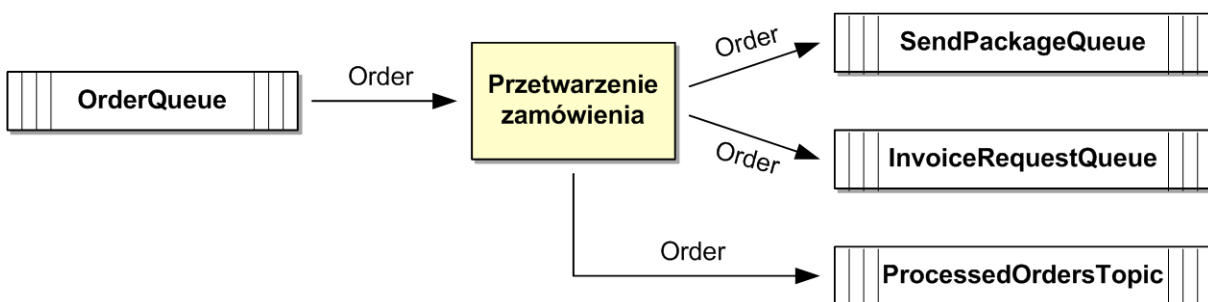 Order
SendPackageQueue
OrderQueue
Order
Przetwarzenie
zamówienia
Order
InvoiceRequestQueue
Order
ProcessedOrdersTopic